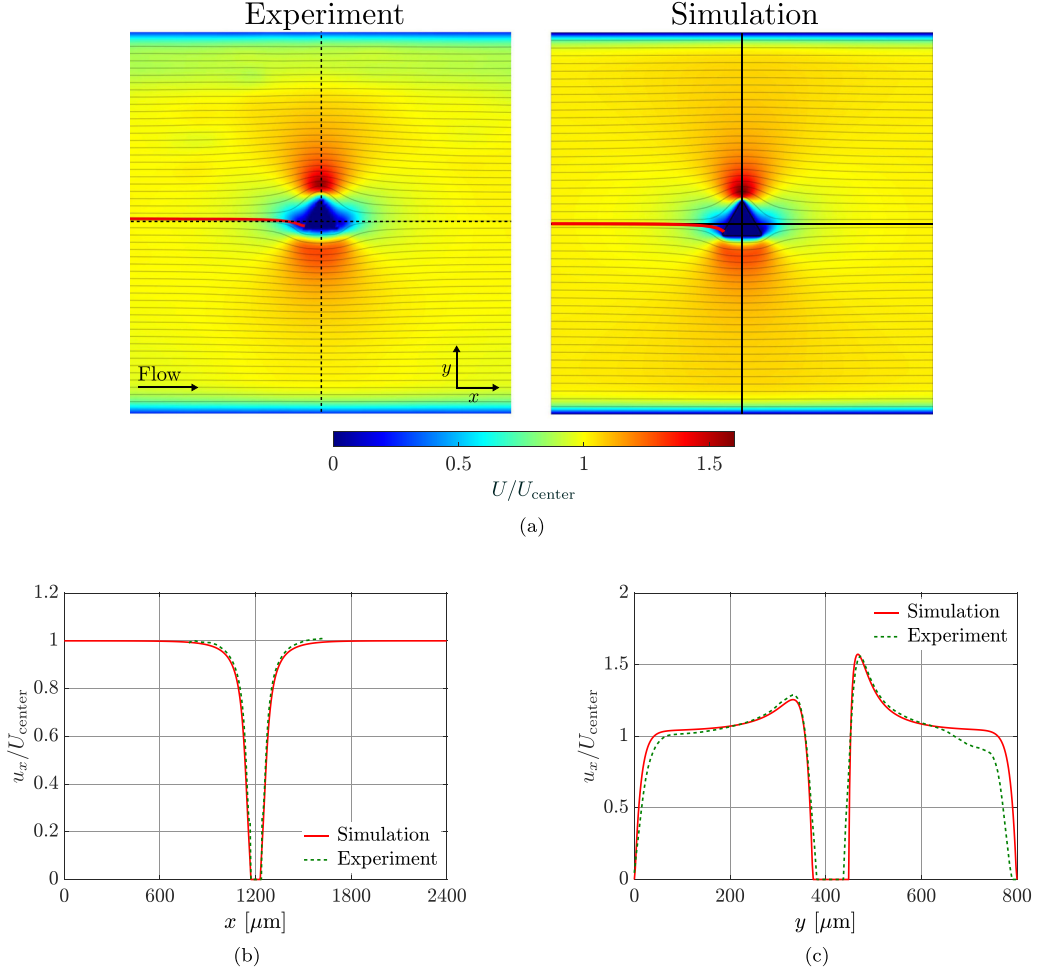 Experiment
Simulation
Flow
y
x
0 0.5 1 1.5
U/U_center
(a)
1.2
1
0.8
0.6
0.4
0.2
0
u_x/U_center
Simulation
Experiment
0 600 1200 1800 2400
x [μm]
(b)
2
1.5
1
0.5
0
u_x/U_center
Simulation
Experiment
0 200 400 600 800
y [μm]
(c)